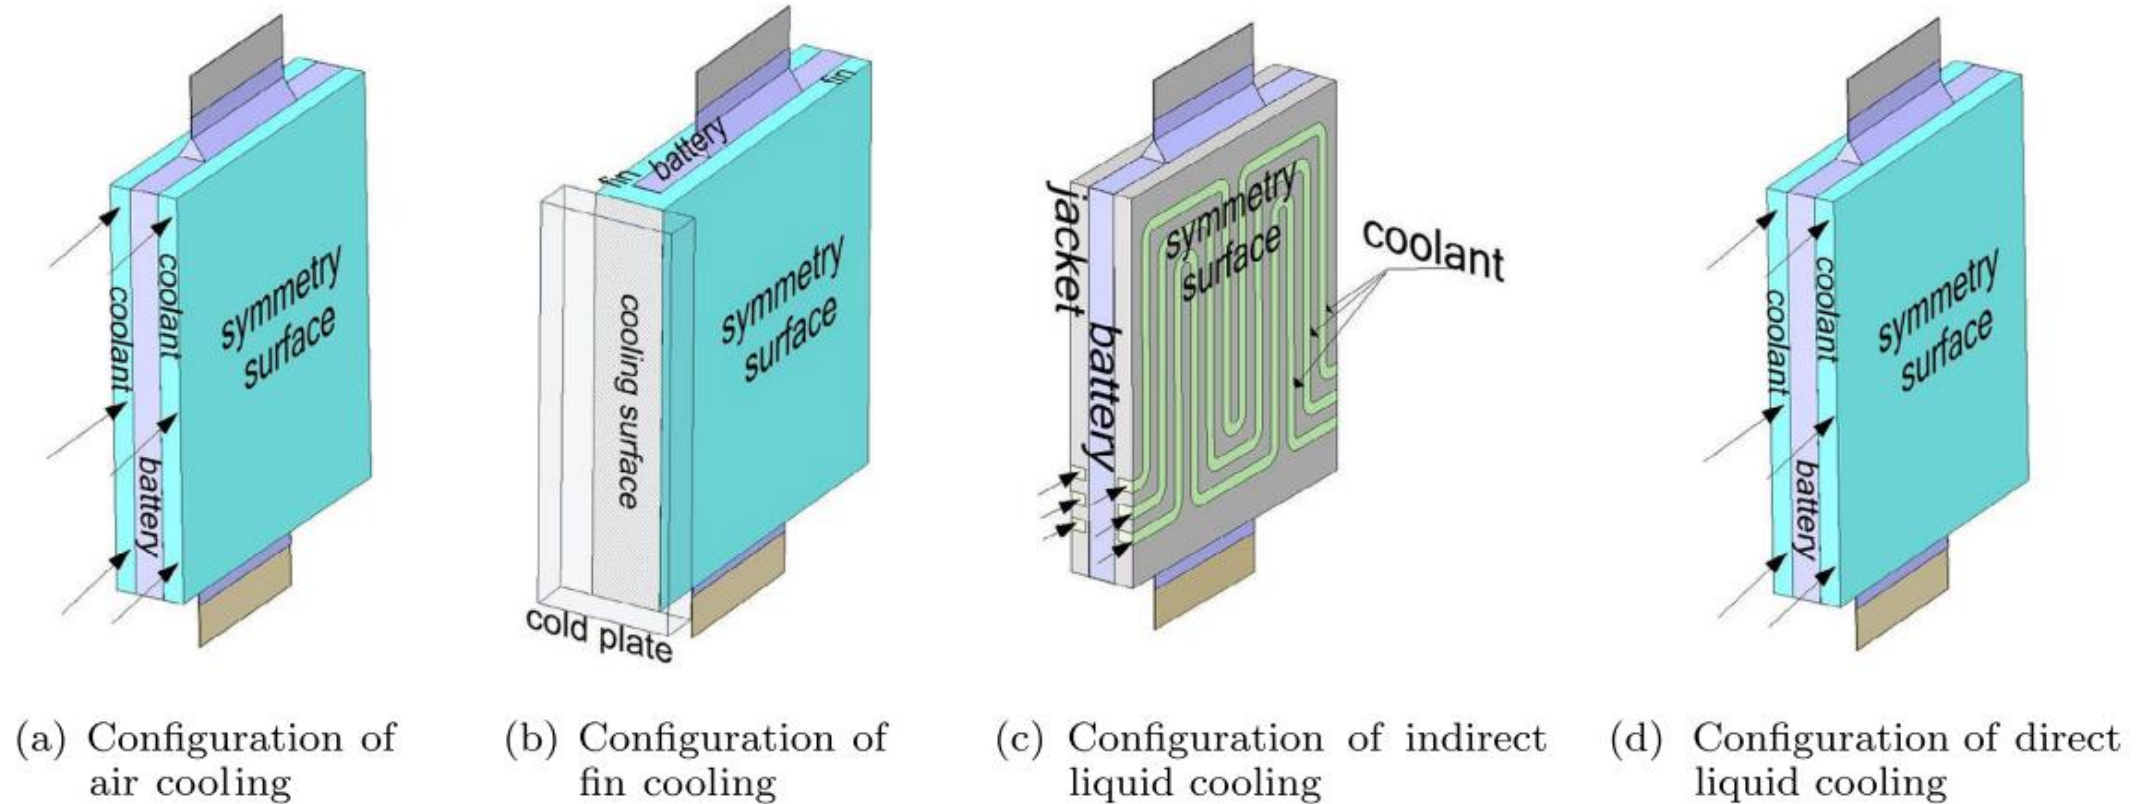 coolant
coolant
battery
symmetry
surface
fin
battery
fin
cooling surface
symmetry
surface
cold plate
jacket
battery
symmetry
surface
coolant
coolant
coolant
battery
symmetry
surface
(a) Configuration of
air cooling
(b) Configuration of
fin cooling
(c) Configuration of indirect
liquid cooling
(d) Configuration of direct
liquid cooling